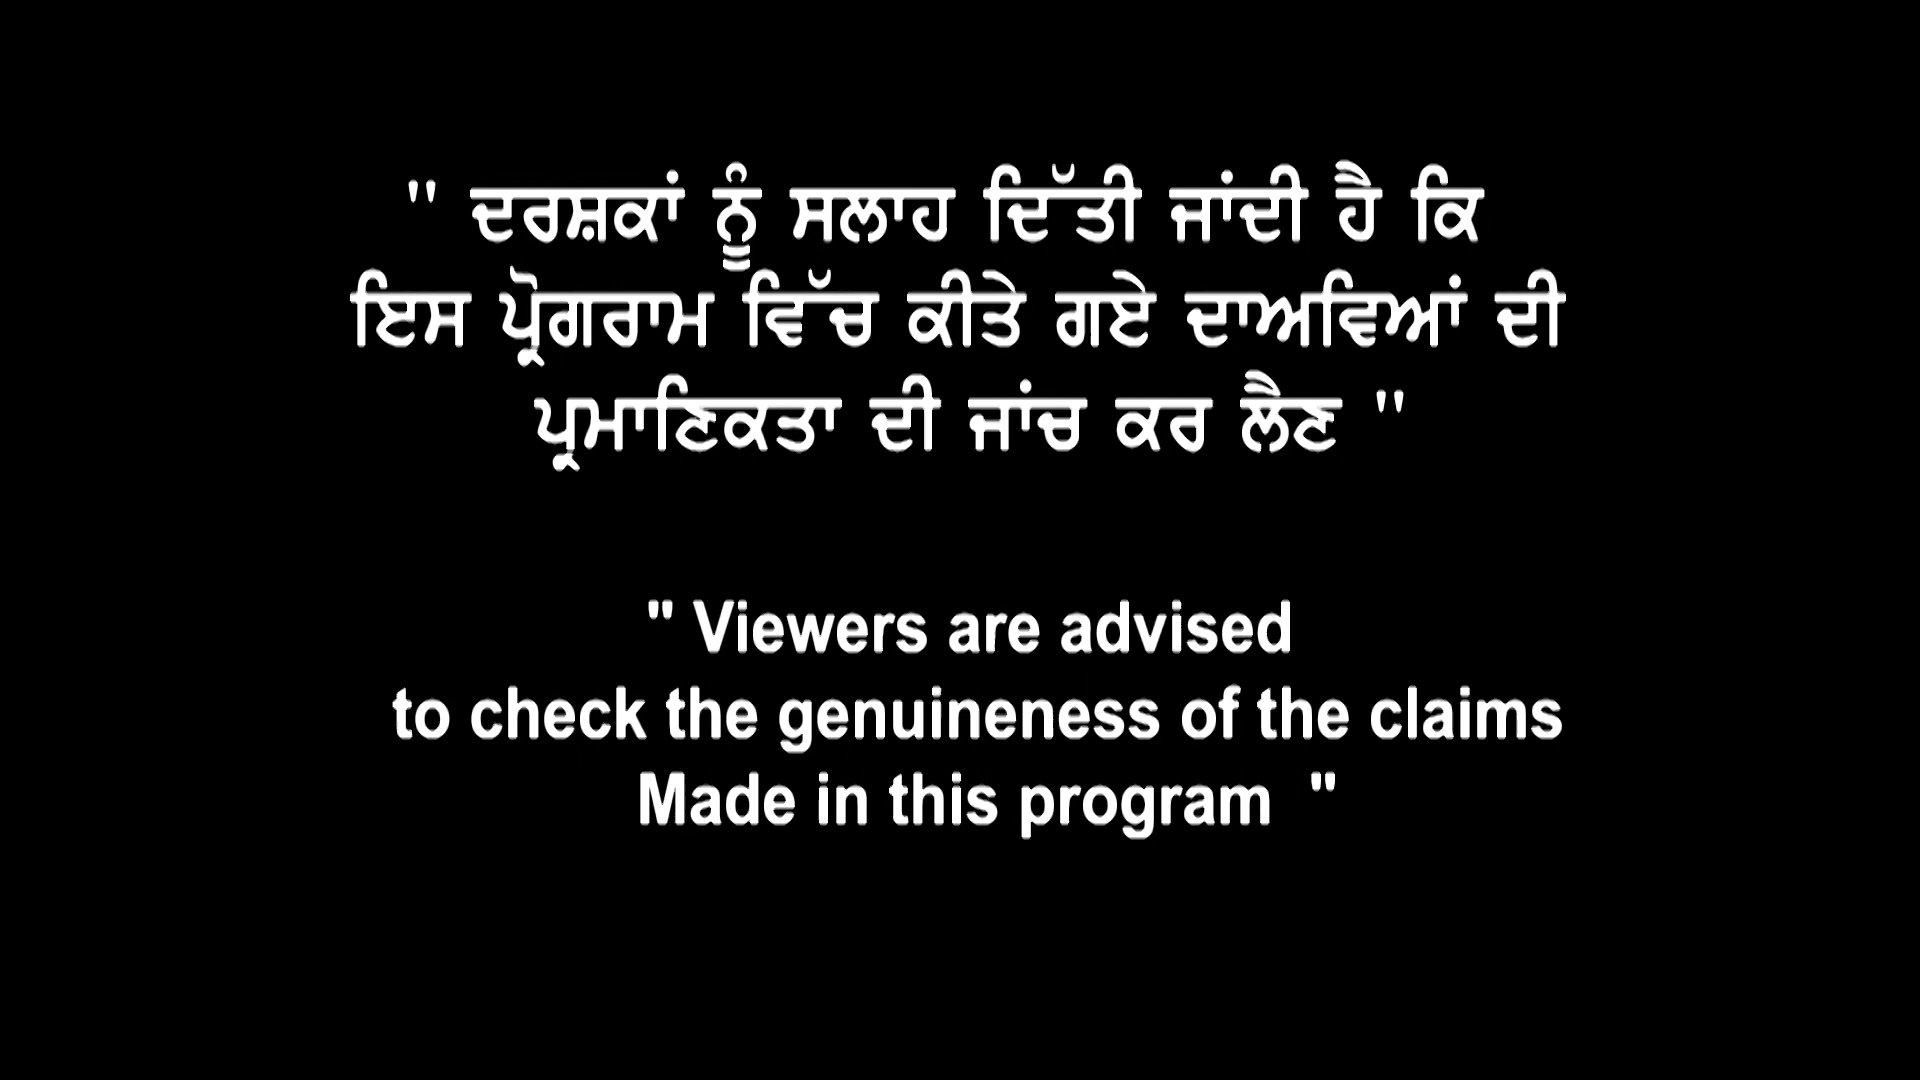 " ਦਰਸ਼ਕਾਂ ਨੂੰ ਸਲਾਹ ਦਿੱਤੀ ਜਾਂਦੀ ਹੈ ਕਿ
ਇਸ ਪ੍ਰੋਗਰਾਮ ਵਿੱਚ ਕੀਤੇ ਗਏ ਦਾਅਵਿਆਂ ਦੀ
ਪ੍ਰਮਾਣਿਕਤਾ ਦੀ ਜਾਂਚ ਕਰ ਲੈਣ "
" Viewers are advised
to check the genuineness of the claims
Made in this program "